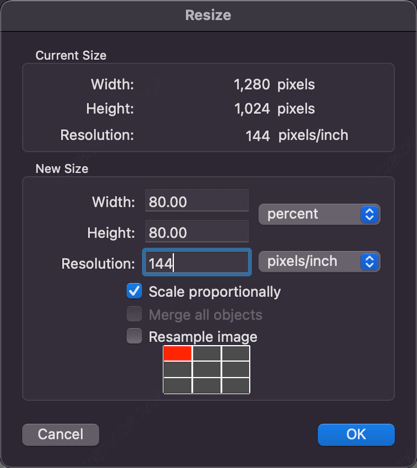 Resize
Current Size
Width: 1,280 pixels
Height: 1,024 pixels
Resolution: 144 pixels/inch
New Size
Width: 80.00 percent
Height: 80.00
Resolution: 144 pixels/inch
Scale proportionally
Merge all objects
Resample image
Cancel OK